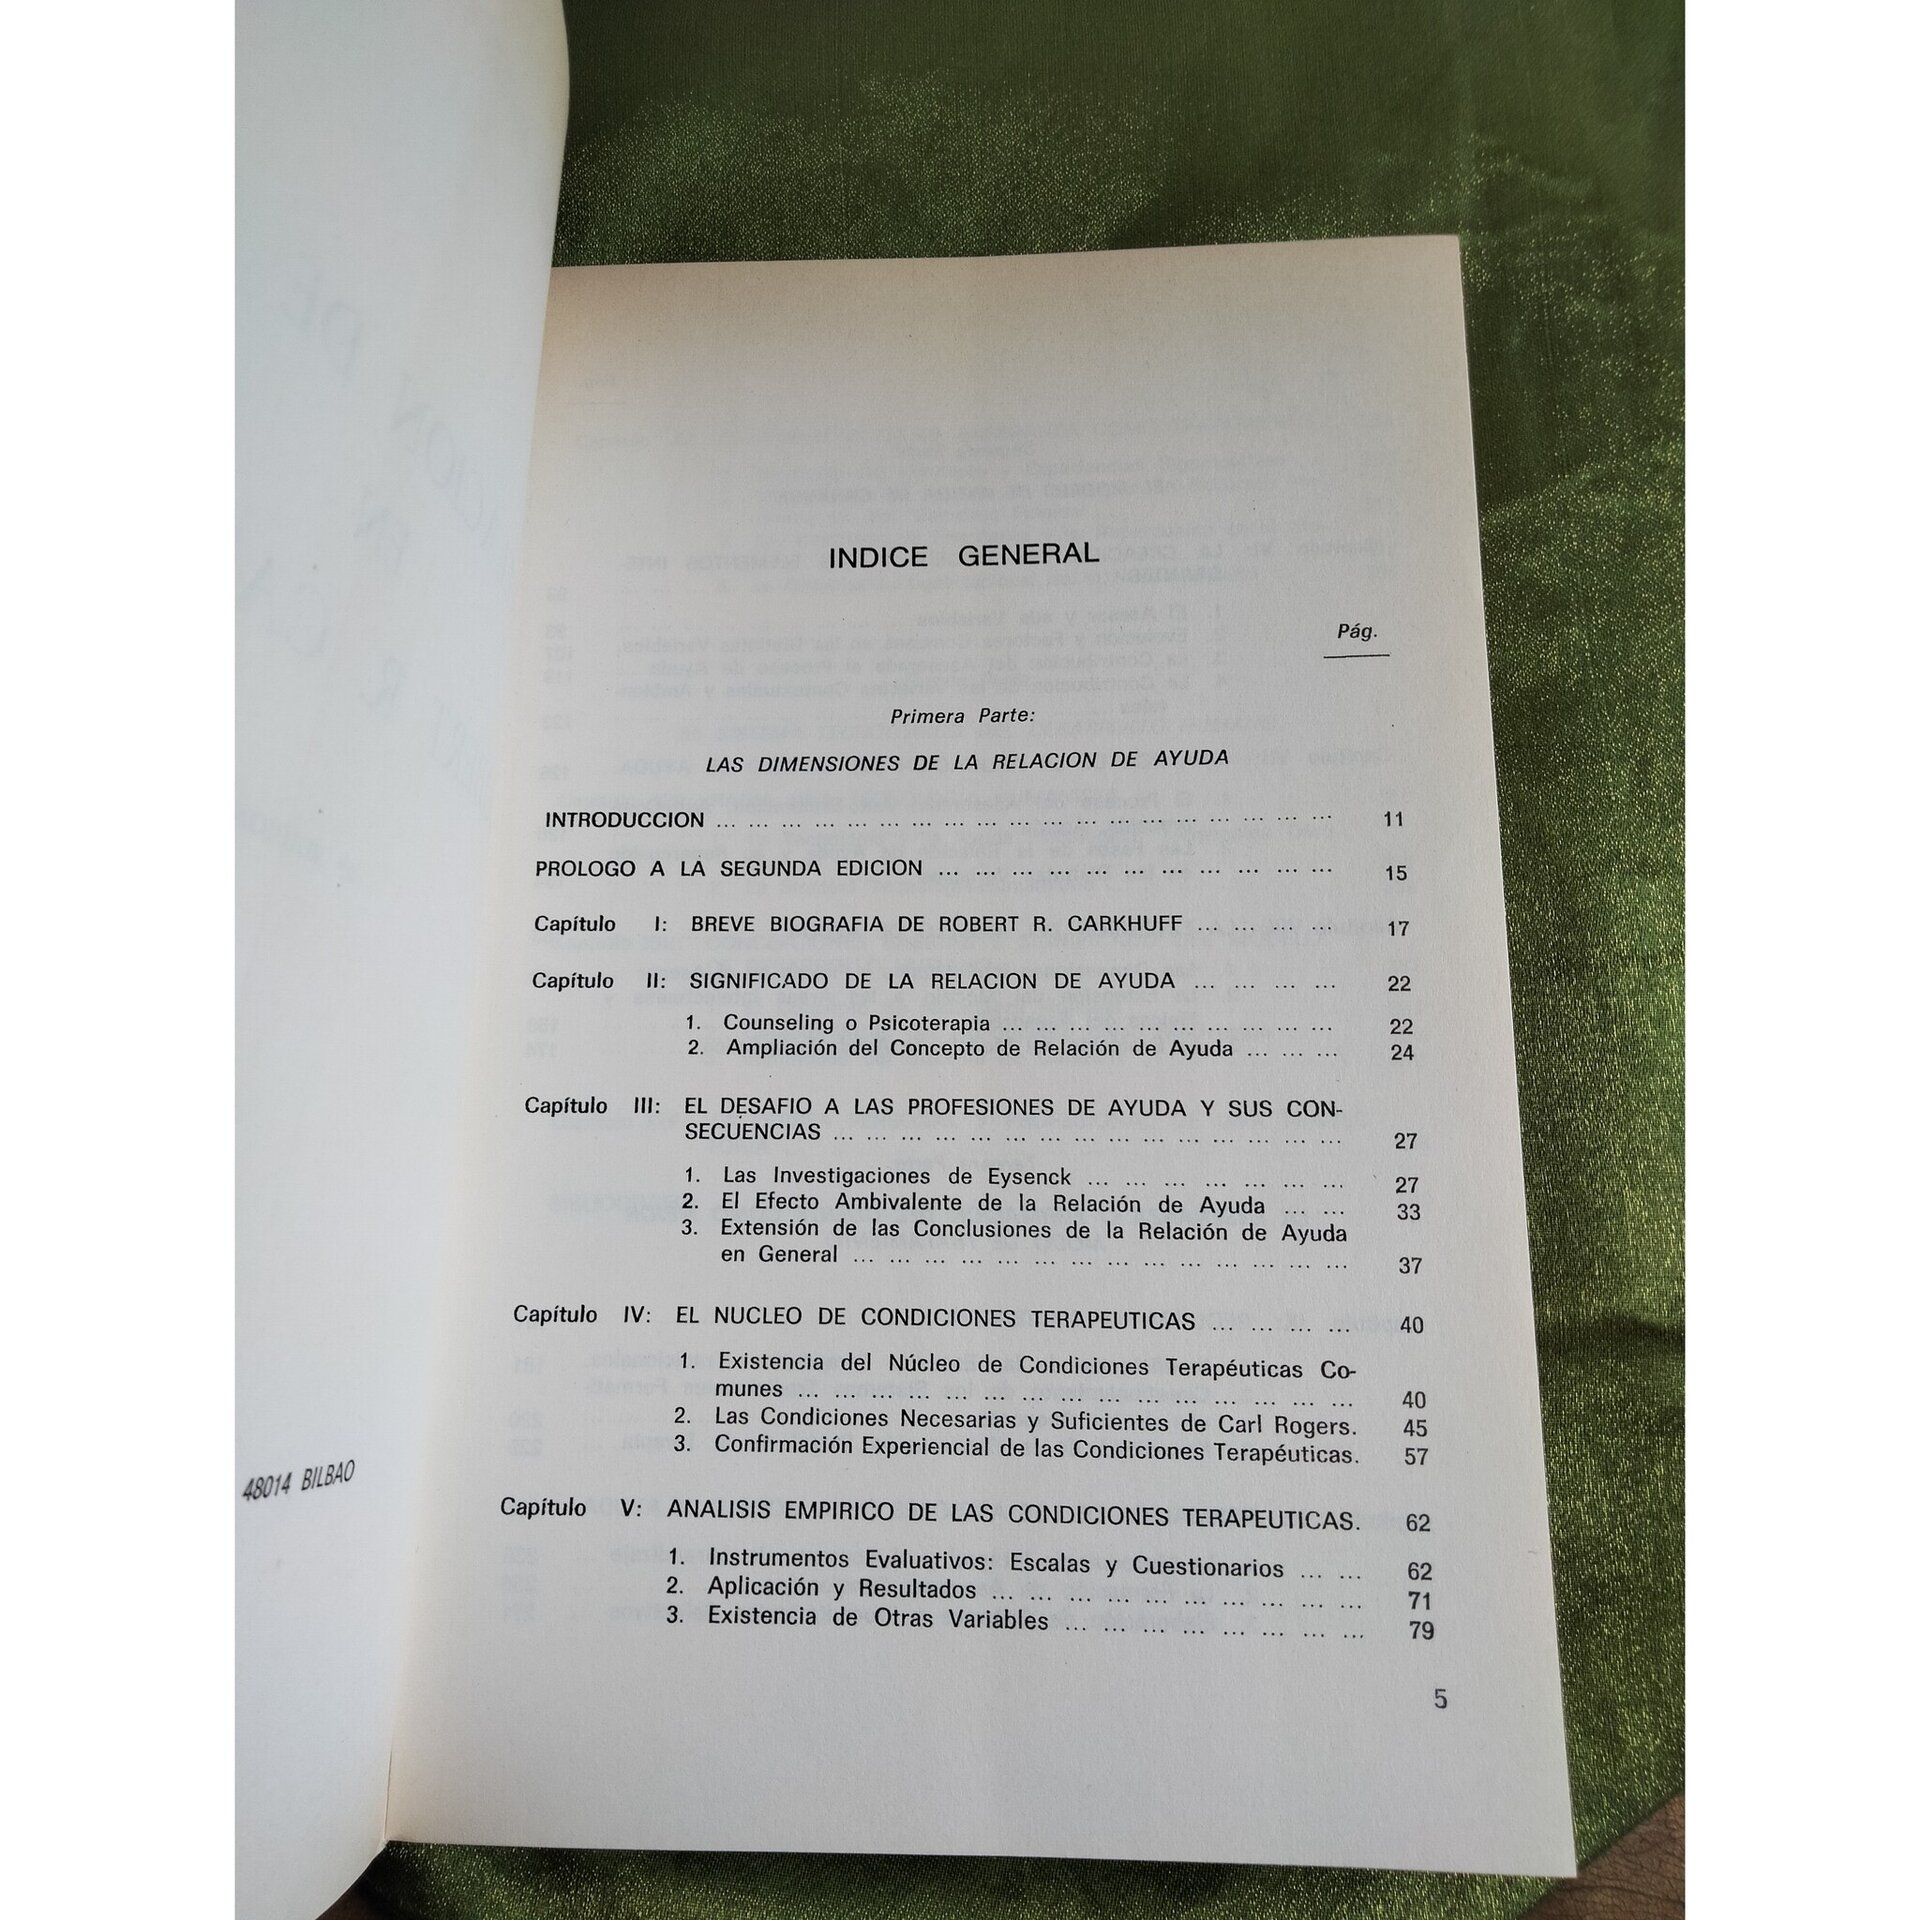 48014 BILBAO
INDICE GENERAL
Pág.
Primera Parte:
LAS DIMENSIONES DE LA RELACION DE AYUDA
INTRODUCCION ... ... ... ... ... ... ... ... ... ... ... ... ... ... ... ... ... ... ... 11
PROLOGO A LA SEGUNDA EDICION ... ... ... ... ... ... ... ... ... ... ... 15
Capítulo I: BREVE BIOGRAFIA DE ROBERT R. CARKHUFF ... ... ... ... 17
Capítulo II: SIGNIFICADO DE LA RELACION DE AYUDA ... ... ... ... 22
1. Counseling o Psicoterapia ... ... ... ... ... ... ... ... ... ... 22
2. Ampliación del Concepto de Relación de Ayuda ... ... ... 24
Capítulo III: EL DESAFIO A LAS PROFESIONES DE AYUDA Y SUS CON-
SECUENCIAS ... ... ... ... ... ... ... ... ... ... ... ... ... ... ... 27
1. Las Investigaciones de Eysenck ... ... ... ... ... ... ... ... 27
2. El Efecto Ambivalente de la Relación de Ayuda ... ... 33
3. Extensión de las Conclusiones de la Relación de Ayuda
en General ... ... ... ... ... ... ... ... ... ... ... ... ... ... 37
Capítulo IV: EL NUCLEO DE CONDICIONES TERAPEUTICAS ... ... ... ... 40
1. Existencia del Núcleo de Condiciones Terapéuticas Co-
munes ... ... ... ... ... ... ... ... ... ... ... ... ... ... ... 40
2. Las Condiciones Necesarias y Suficientes de Carl Rogers. 45
3. Confirmación Experiencial de las Condiciones Terapéuticas. 57
Capítulo V: ANALISIS EMPIRICO DE LAS CONDICIONES TERAPEUTICAS. 62
1. Instrumentos Evaluativos: Escalas y Cuestionarios ... ... 62
2. Aplicación y Resultados ... ... ... ... ... ... ... ... ... ... 71
3. Existencia de Otras Variables ... ... ... ... ... ... ... ... 79
5